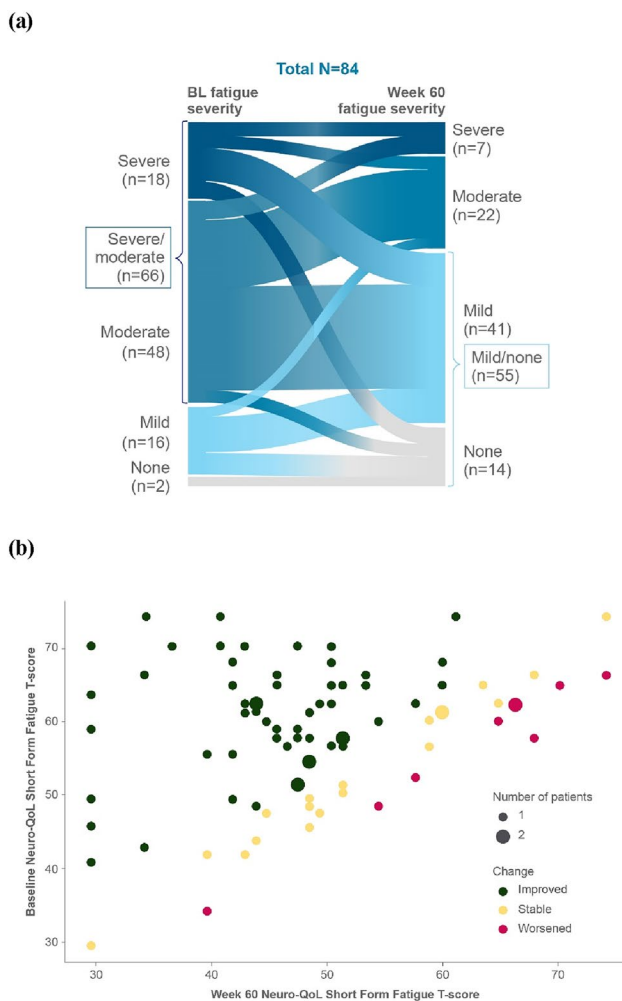 (a)
Total N=84
BL fatigue
severity
Week 60
fatigue severity
Severe
(n=18)
Severe/
moderate
(n=66)
Moderate
(n=48)
Mild
(n=16)
None
(n=2)
Severe
(n=7)
Moderate
(n=22)
Mild
(n=41)
Mild/none
(n=55)
None
(n=14)
(b)
Baseline Neuro-QoL Short Form Fatigue T-score
70
60
50
40
30
Number of patients
1
2
Change
Improved
Stable
Worsened
30 40 50 60 70
Week 60 Neuro-QoL Short Form Fatigue T-score